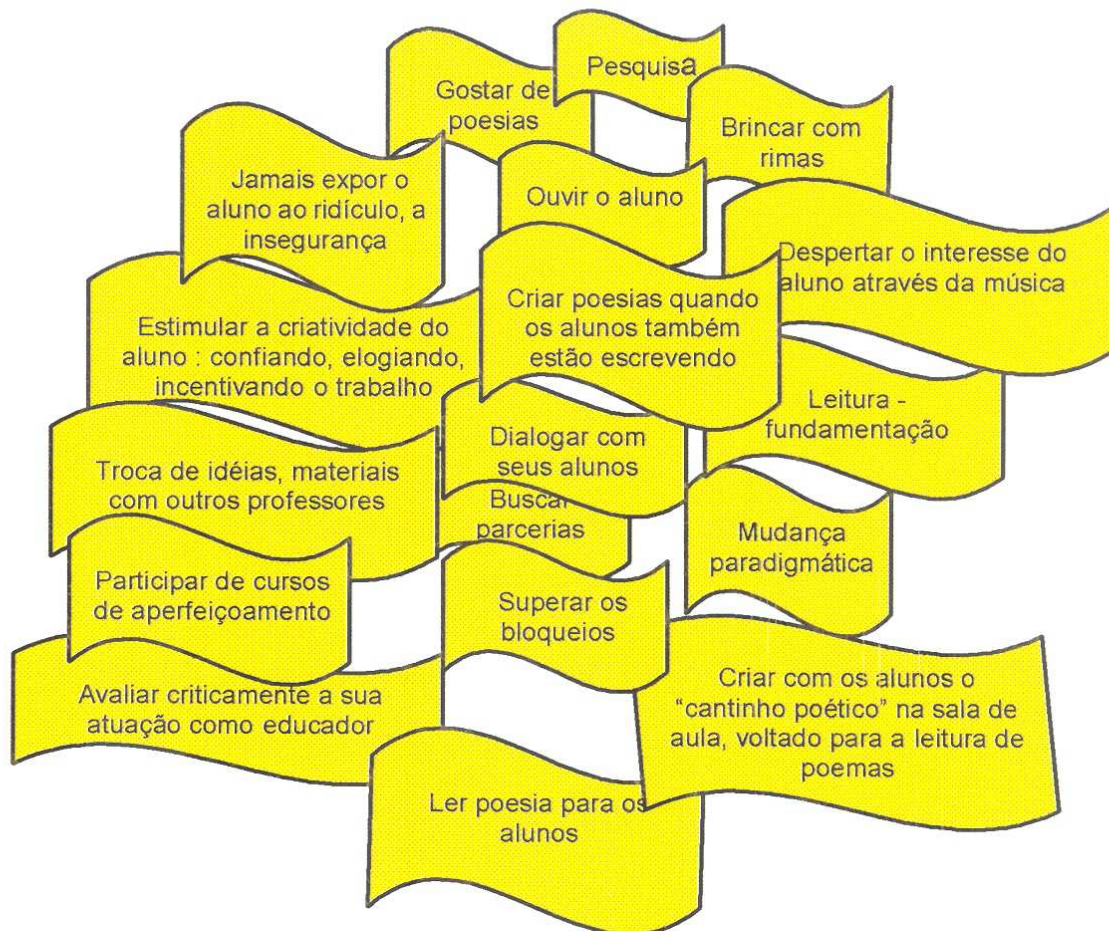 Pesquisa
Gostar de
poesias
Brincar com
rimas
Jamais expor o
aluno ao ridículo, a
insegurança
Ouvir o aluno
Despertar o interesse do
aluno através da música
Estimular a criatividade do
aluno : confiando, elogiando,
incentivando o trabalho
Criar poesias quando
os alunos também
estão escrevendo
Leitura -
fundamentação
Troca de idéias, materiais
com outros professores
Dialogar com
seus alunos
Buscar
parcerias
Mudança
paradigmática
Participar de cursos
de aperfeiçoamento
Superar os
bloqueios
Avaliar criticamente a sua
atuação como educador
Criar com os alunos o
“cantinho poético” na sala de
aula, voltado para a leitura de
poemas
Ler poesia para os
alunos